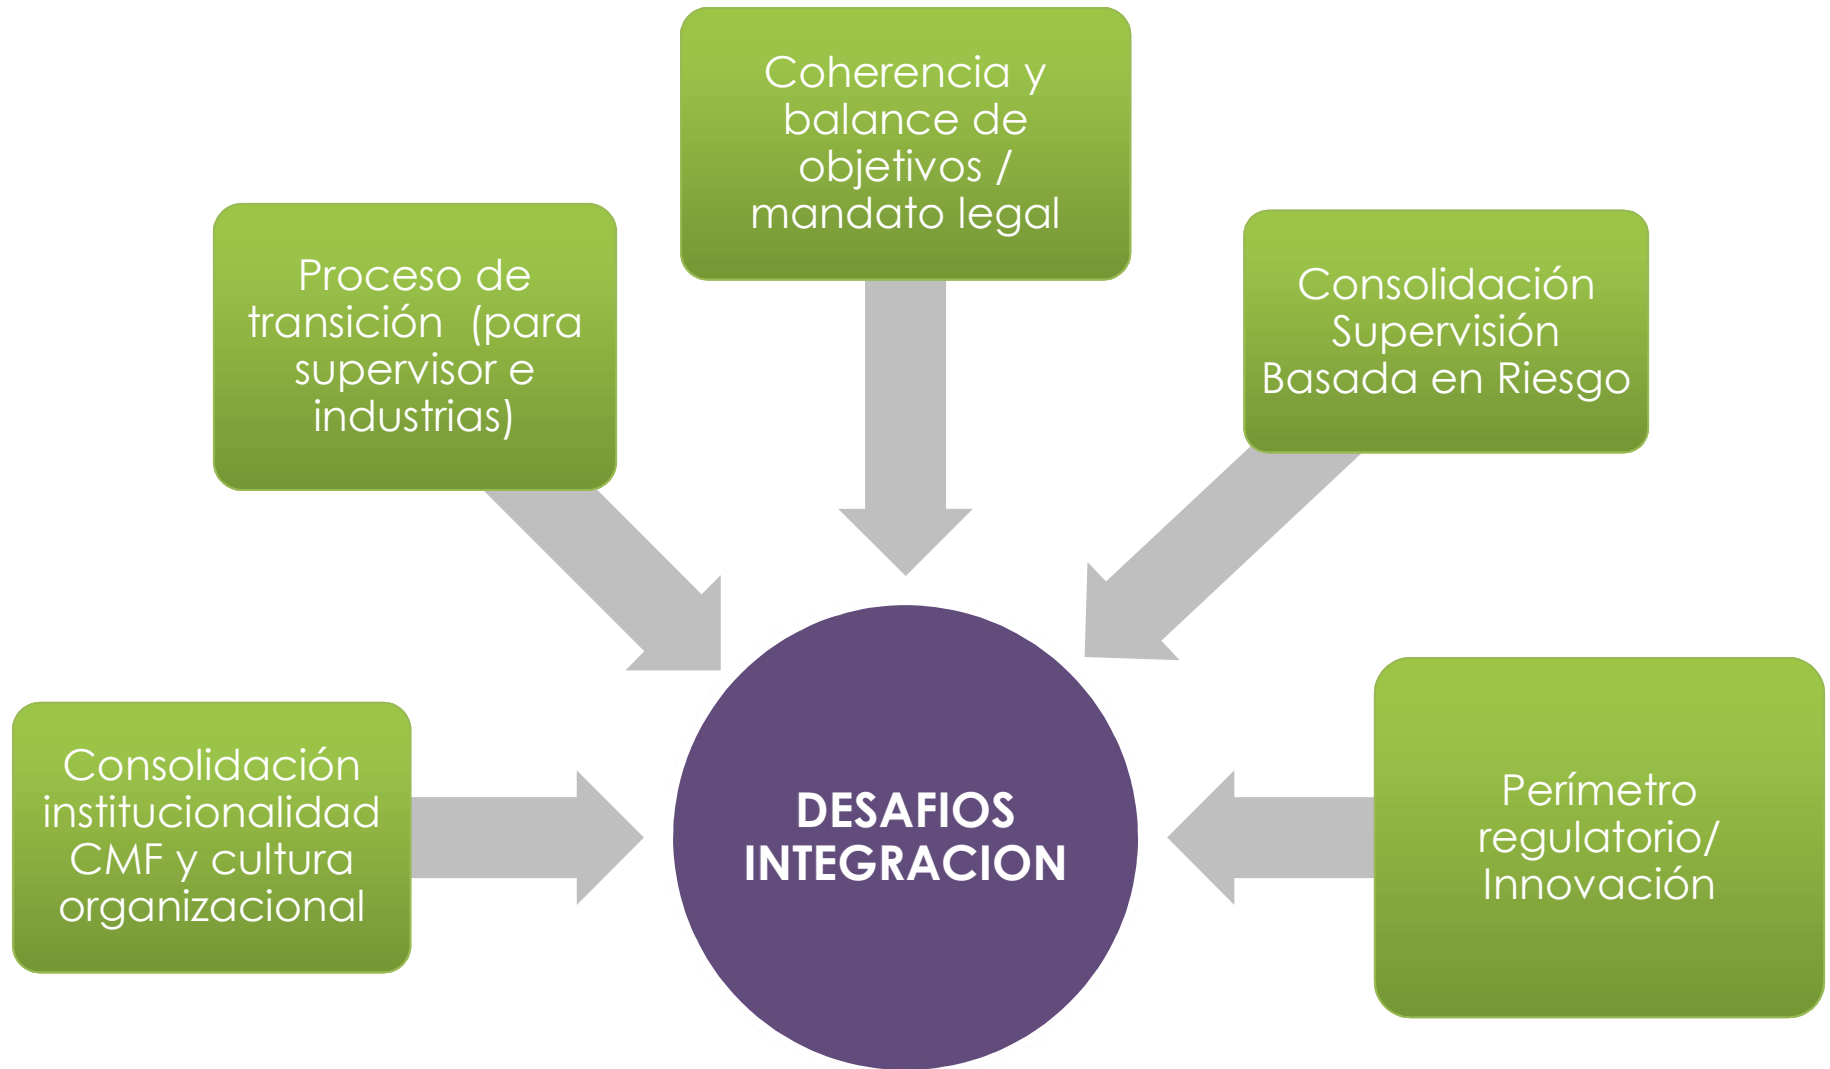 Coherencia y
balance de
objetivos /
mandato legal
Proceso de
transición (para
supervisor e
industrias)
Consolidación
Supervisión
Basada en Riesgo
Consolidación
institucionalidad
CMF y cultura
organizacional
DESAFIOS
INTEGRACION
Perímetro
regulatorio/
Innovación